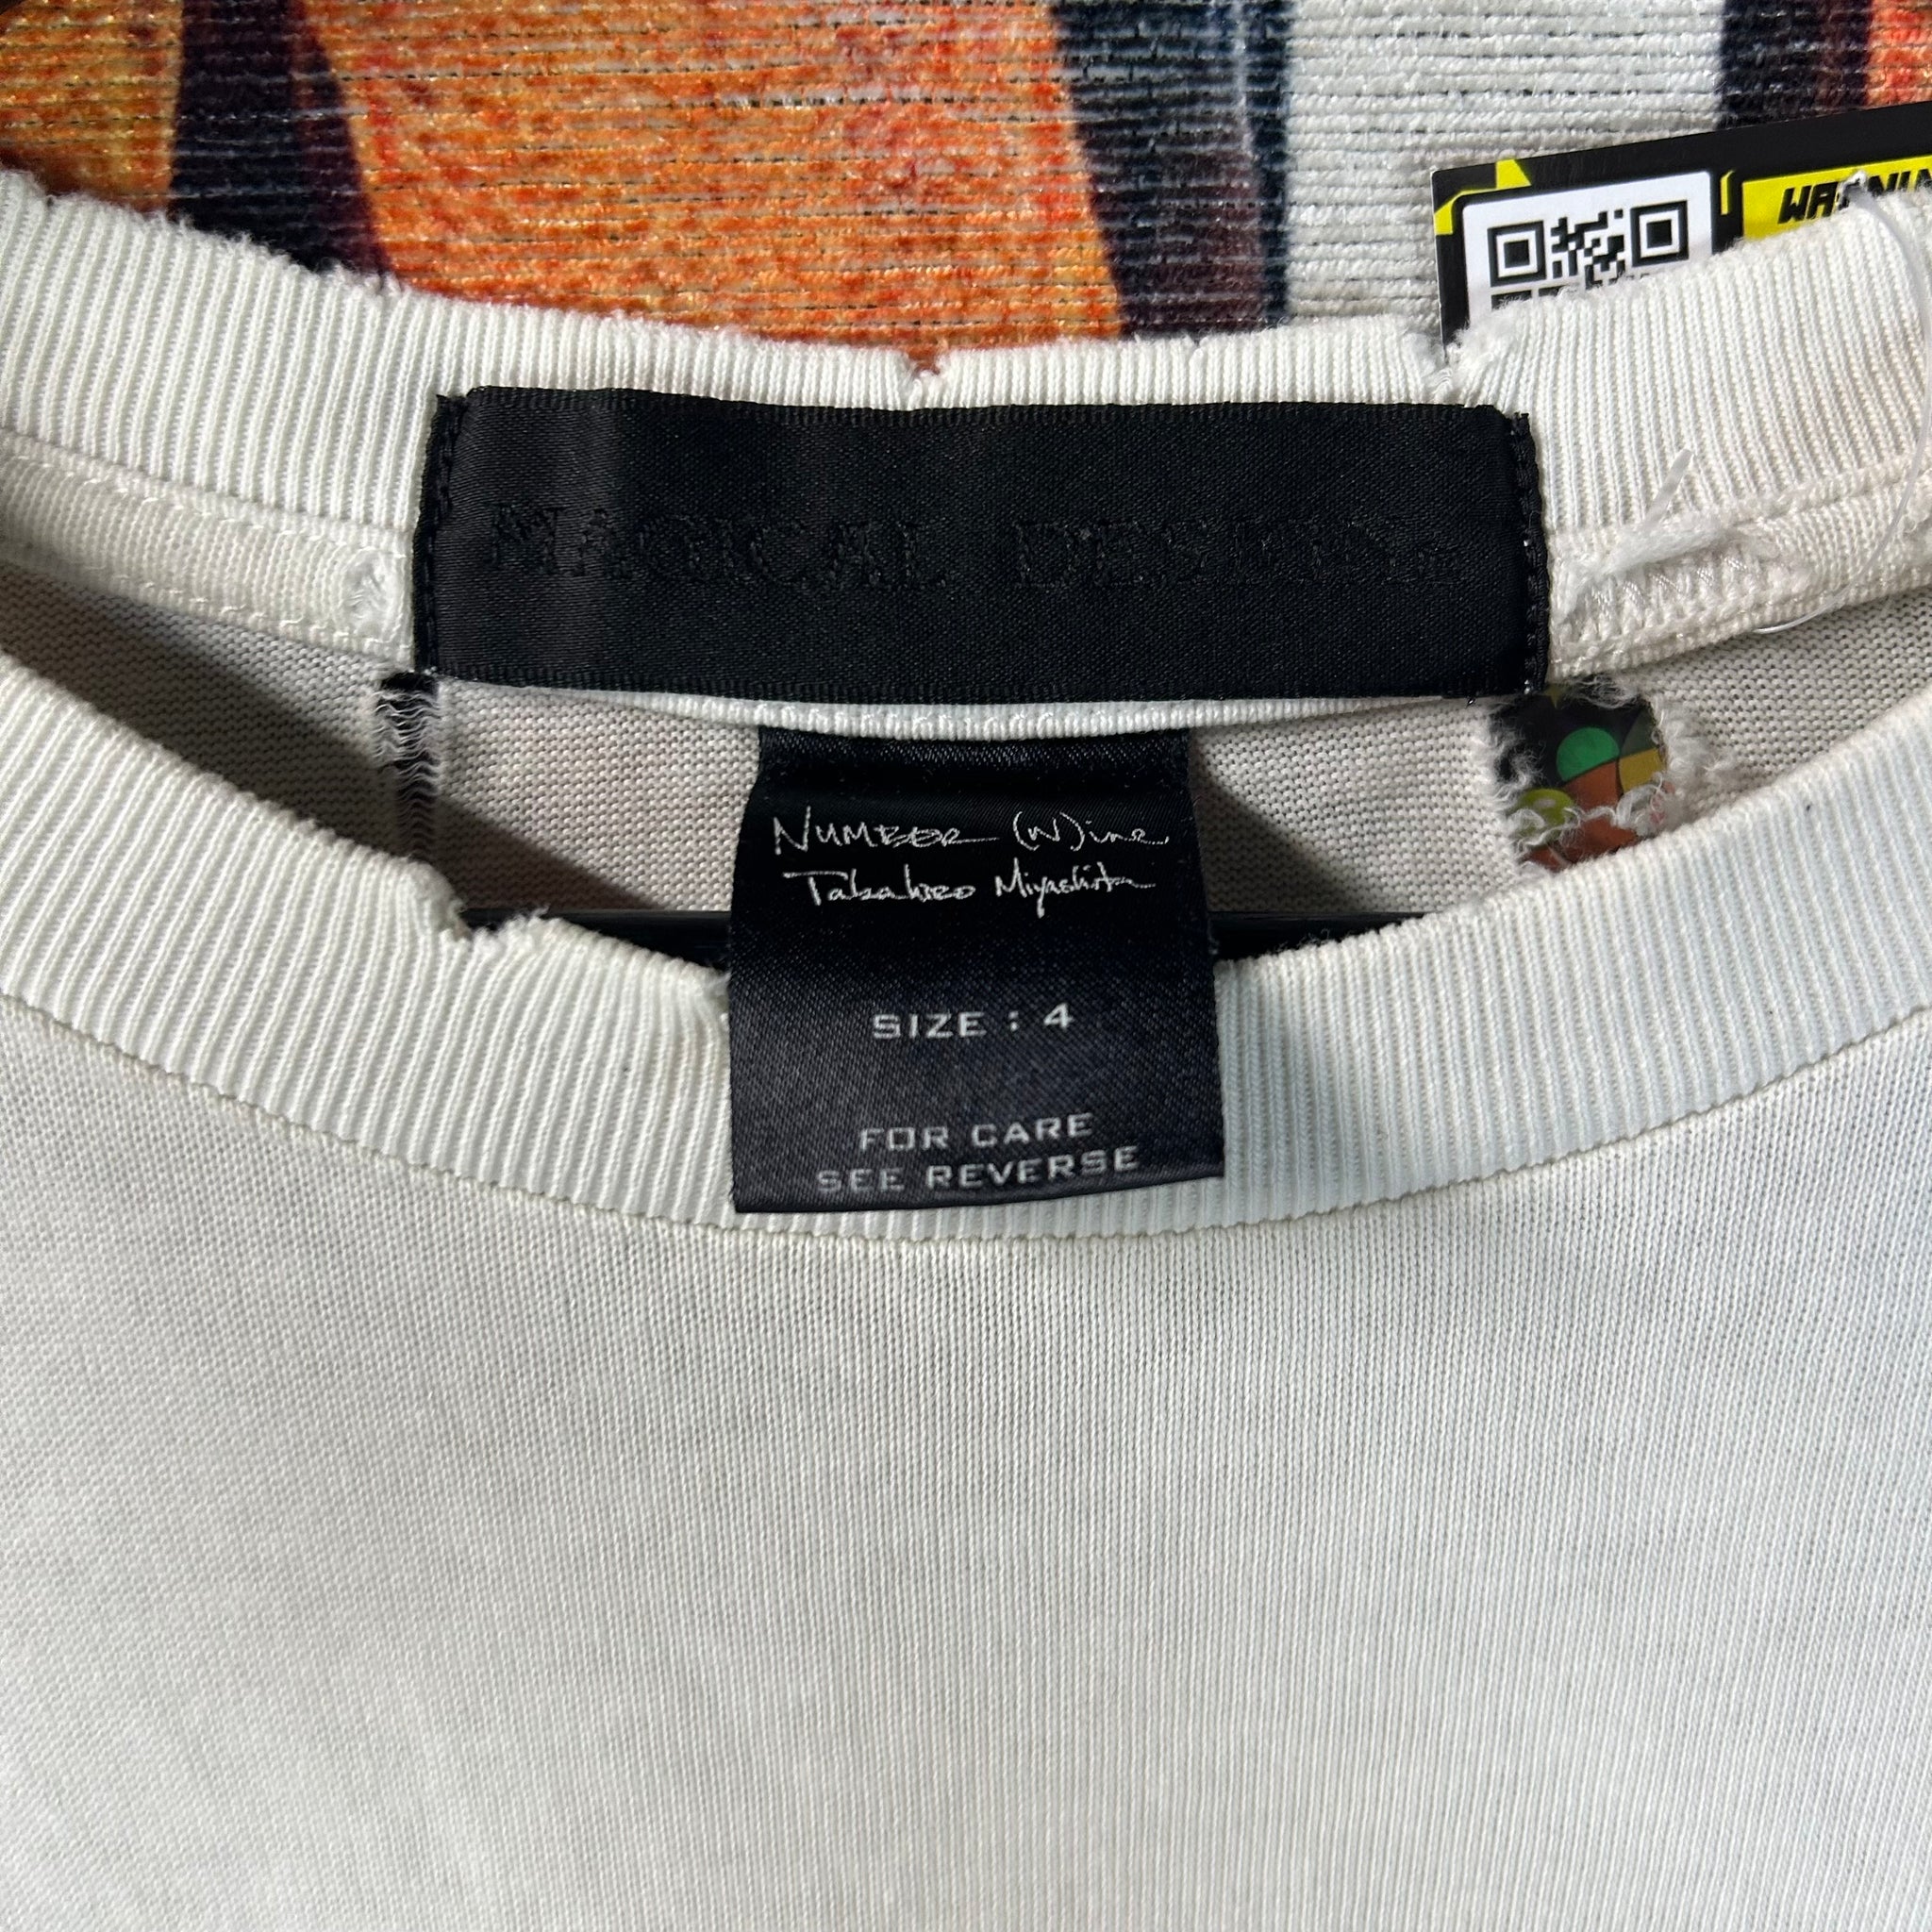 MAGICAL DESIGN
NUMBER (N)ine
Takahiro Miyashita
SIZE : 4
FOR CARE
SEE REVERSE